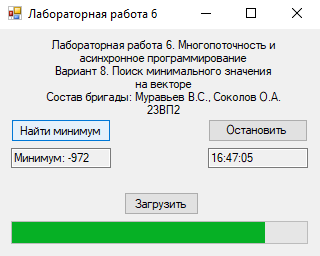 Лабораторная работа 6
Лабораторная работа 6. Многопоточность и
асинхронное программирование
Вариант 8. Поиск минимального значения
на векторе
Состав бригады: Муравьев В.С., Соколов О.А.
23ВП2
Найти минимум
Остановить
Минимум: -972
16:47:05
Загрузить